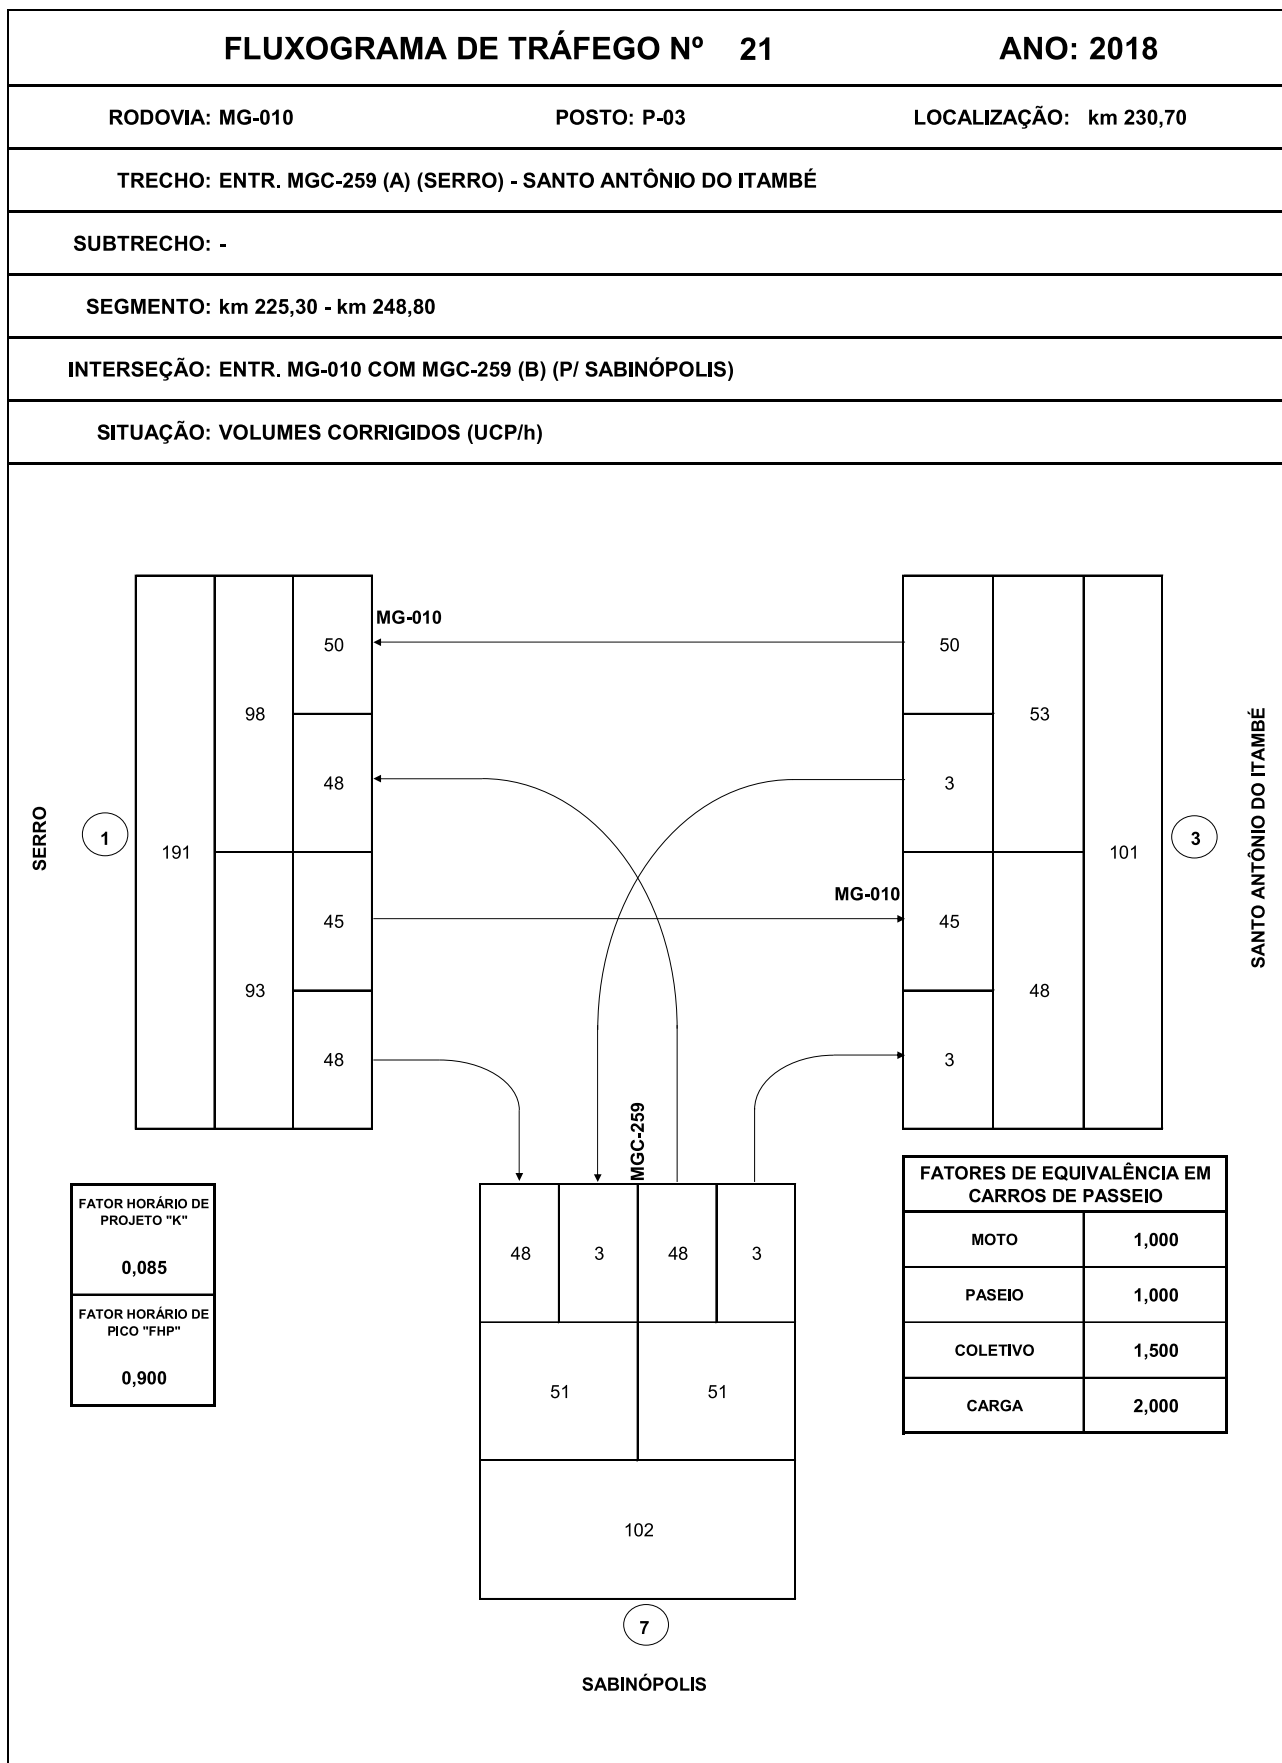 FLUXOGRAMA DE TRÁFEGO Nº 21 ANO: 2018
RODOVIA: MG-010 POSTO: P-03 LOCALIZAÇÃO: km 230,70
TRECHO: ENTR. MGC-259 (A) (SERRO) - SANTO ANTÔNIO DO ITAMBÉ
SUBTRECHO: -
SEGMENTO: km 225,30 - km 248,80
INTERSEÇÃO: ENTR. MG-010 COM MGC-259 (B) (P/ SABINÓPOLIS)
SITUAÇÃO: VOLUMES CORRIGIDOS (UCP/h)
SERRO
1
191
98
93
50
48
45
48
MG-010
MG-010
50
3
45
3
53
48
101
3
SANTO ANTÔNIO DO ITAMBÉ
MGC-259
48 3 48 3
51 51
102
7
SABINÓPOLIS
FATOR HORÁRIO DE
PROJETO "K"
0,085
FATOR HORÁRIO DE
PICO "FHP"
0,900
FATORES DE EQUIVALÊNCIA EM
CARROS DE PASSEIO
MOTO 1,000
PASEIO 1,000
COLETIVO 1,500
CARGA 2,000